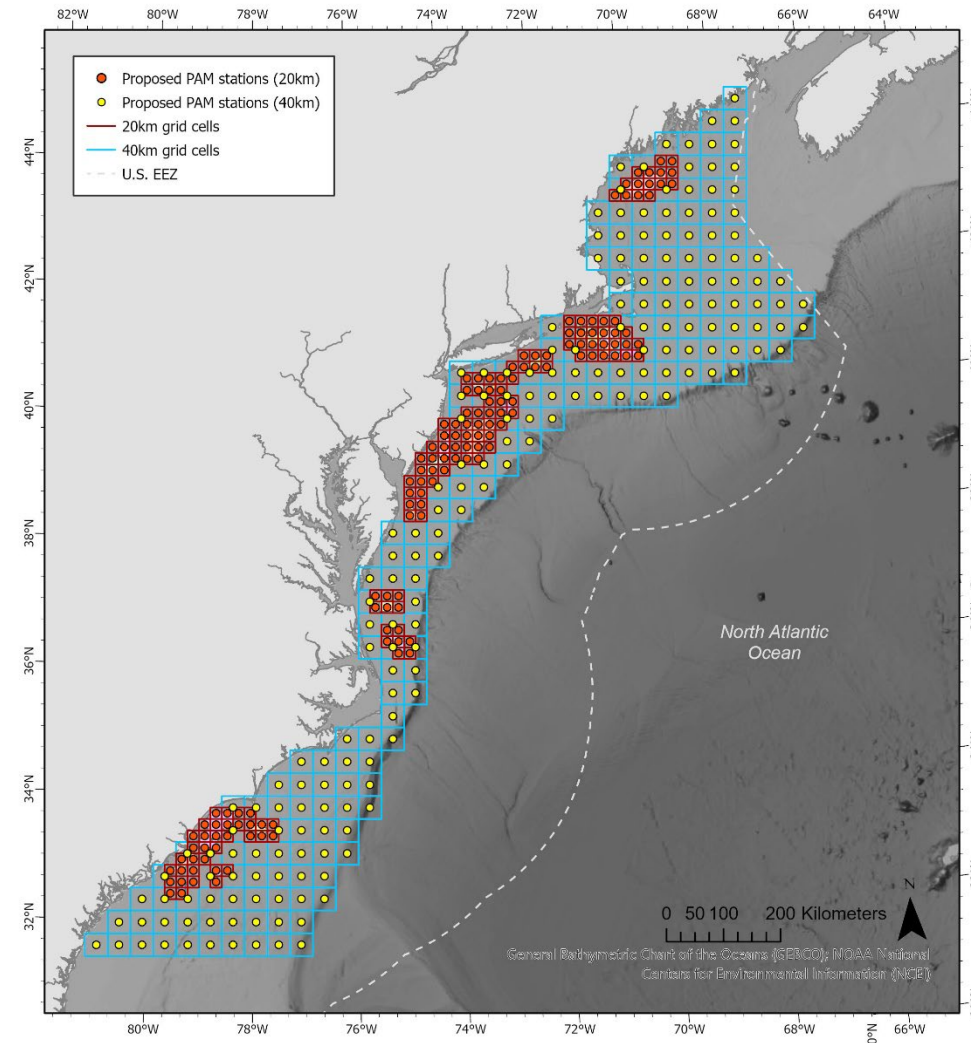 82°W 80°W 78°W 76°W 74°W 72°W 70°W 68°W 66°W 64°W
Proposed PAM stations (20km)
Proposed PAM stations (40km)
20km grid cells
40km grid cells
U.S. EEZ
44°N
42°N
40°N
38°N
36°N
34°N
32°N
North Atlantic
Ocean
N
0 50 100 200 Kilometers
General Bathymetric Chart of the Oceans (GEBCO); NOAA National
Centers for Environmental Information (NCEI)
80°W 78°W 76°W 74°W 72°W 70°W 68°W 66°W